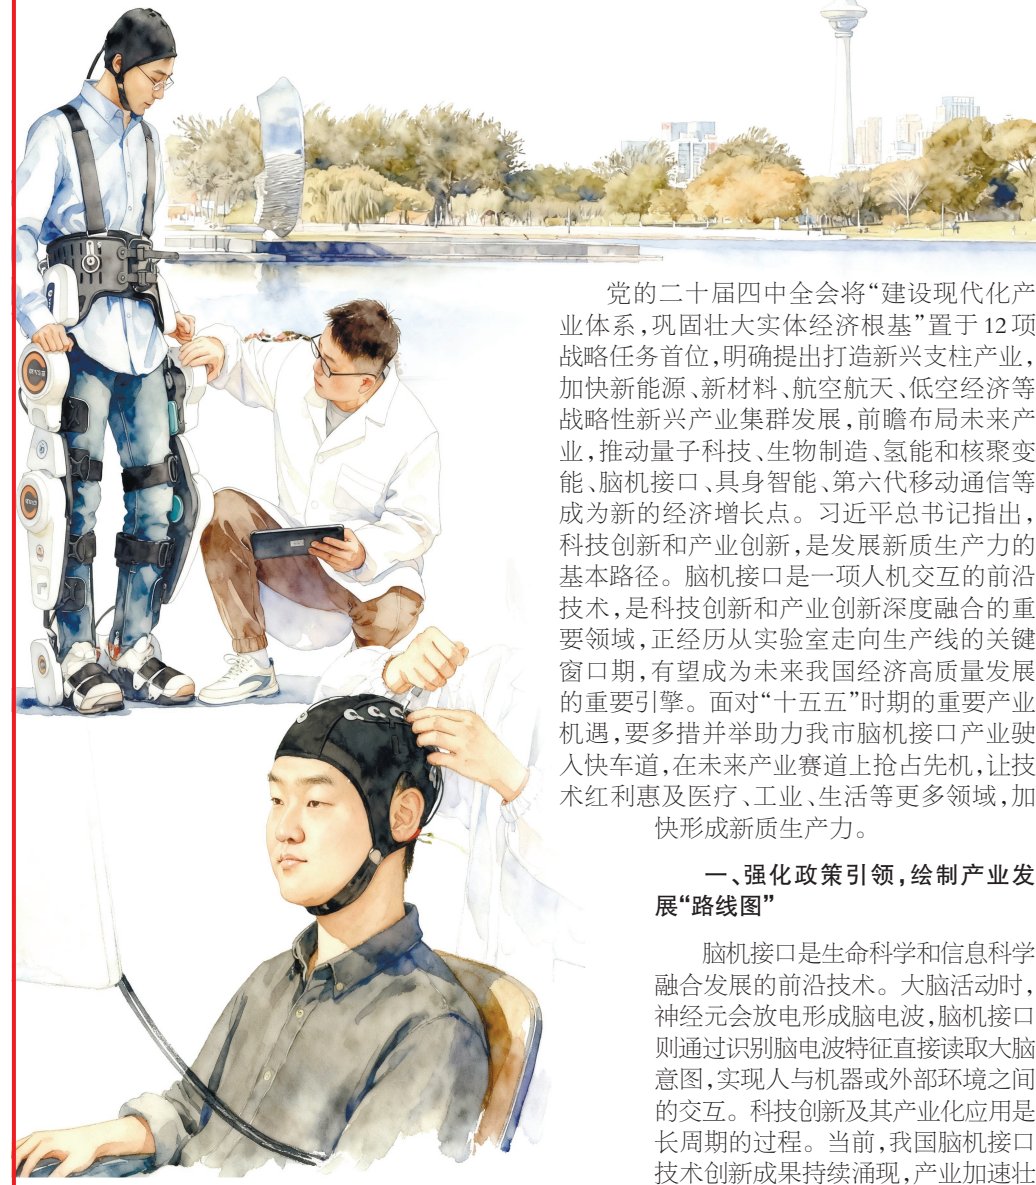 党的二十届四中全会将“建设现代化产
业体系,巩固壮大实体经济根基”置于12项
战略任务首位,明确提出打造新兴支柱产业,
加快新能源、新材料、航空航天、低空经济等
战略性新兴产业集群发展,前瞻布局未来产
业,推动量子科技、生物制造、氢能和核聚变
能、脑机接口、具身智能、第六代移动通信等
成为新的经济增长点。习近平总书记指出,
科技创新和产业创新,是发展新质生产力的
基本路径。脑机接口是一项人机交互的前沿
技术,是科技创新和产业创新深度融合的重
要领域,正经历从实验室走向生产线的关键
窗口期,有望成为未来我国经济高质量发展
的重要引擎。面对“十五五”时期的重要产业
机遇,要多措并举助力我市脑机接口产业驶
入快车道,在未来产业赛道上抢占先机,让技
术红利惠及医疗、工业、生活等更多领域,加
快形成新质生产力。
一、强化政策引领,绘制产业发
展“路线图”
脑机接口是生命科学和信息科学
融合发展的前沿技术。大脑活动时,
神经元会放电形成脑电波,脑机接口
则通过识别脑电波特征直接读取大脑
意图,实现人与机器或外部环境之间
的交互。科技创新及其产业化应用是
长周期的过程。当前,我国脑机接口
技术创新成果持续涌现,产业加速壮